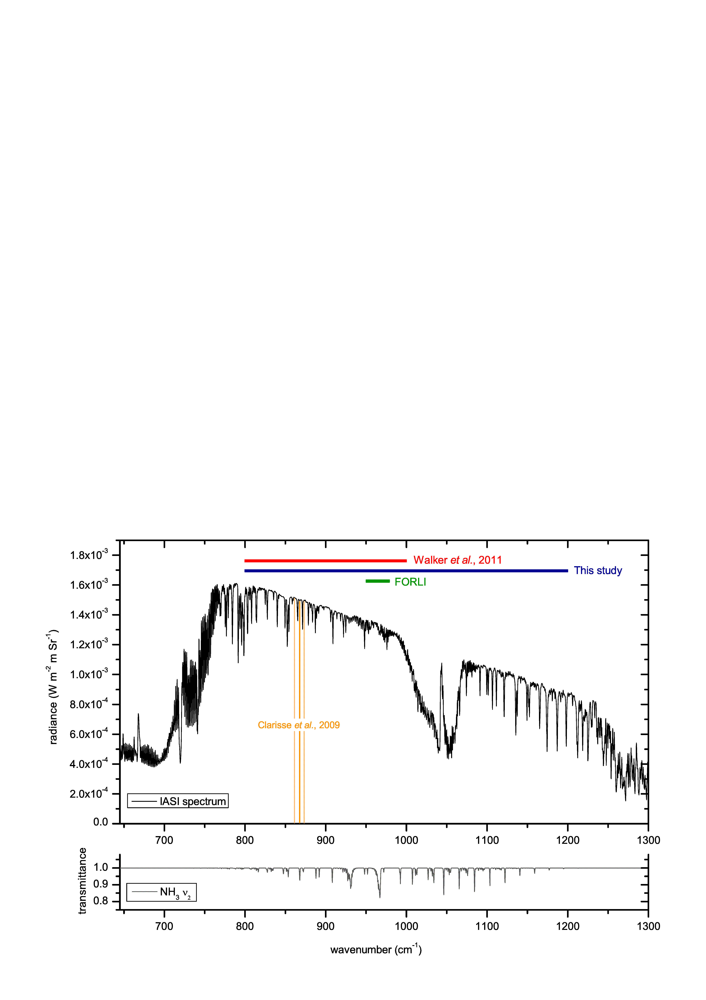 1.8x10⁻³
Walker et al., 2011
This study
1.6x10⁻³
FORLI
1.4x10⁻³
1.2x10⁻³
1.0x10⁻³
8.0x10⁻⁴
Clarisse et al., 2009
6.0x10⁻⁴
4.0x10⁻⁴
2.0x10⁻⁴
IASI spectrum
0.0
radiance (W m⁻² m Sr⁻¹)
700 800 900 1000 1100 1200 1300
1.0
0.9
NH₃ ν₂
0.8
transmittance
700 800 900 1000 1100 1200 1300
wavenumber (cm⁻¹)